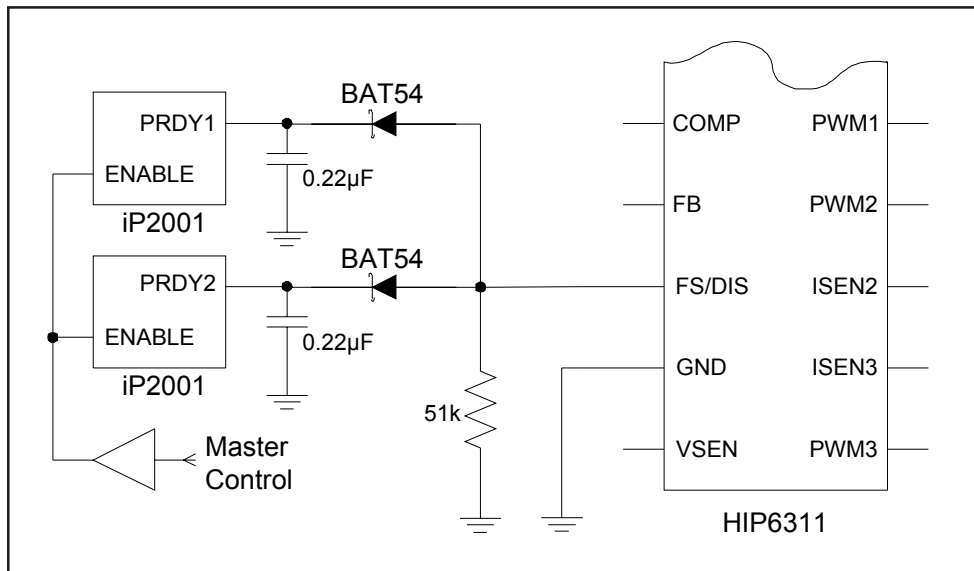 BAT54
PRDY1
ENABLE
0.22µF
iP2001
BAT54
PRDY2
ENABLE
0.22µF
iP2001
Master
Control
51k
COMP
PWM1
FB
PWM2
FS/DIS
ISEN2
GND
ISEN3
VSEN
PWM3
HIP6311